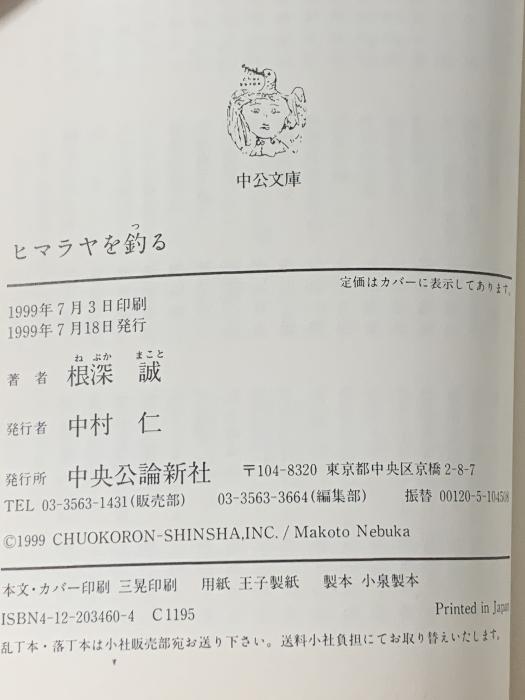 中公文庫
ヒマラヤを釣る
つ
定価はカバーに表示してあります。
1999年7月3日印刷
1999年7月18日発行
ねぶか まこと
著者 根深 誠
発行者 中村 仁
発行所 中央公論新社 〒104-8320 東京都中央区京橋2-8-7
TEL 03-3563-1431(販売部) 03-3563-3664(編集部) 振替 00120-5-104508
©1999 CHUOKORON-SHINSHA,INC. / Makoto Nebuka
本文・カバー印刷 三晃印刷 用紙 王子製紙 製本 小泉製本
ISBN4-12-203460-4 C1195 Printed in Japan
乱丁本・落丁本は小社販売部宛お送り下さい。送料小社負担にてお取り替えいたします。